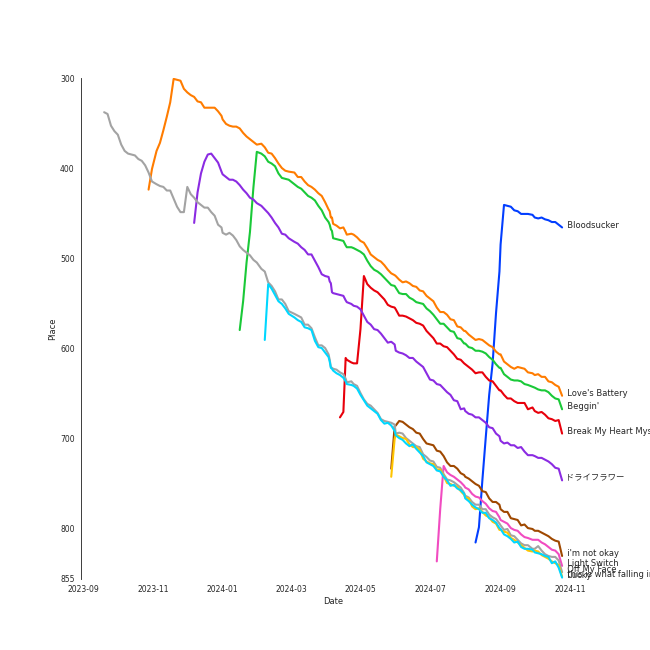 300
400
500
600
700
800
855
Place
2023-09
2023-11
2024-01
2024-03
2024-05
2024-07
2024-09
2024-11
Date
Bloodsucker
Love's Battery
Beggin'
Break My Heart Mys
ドライフラワー
i'm not okay
Light Switch
Off My Face
what falling i